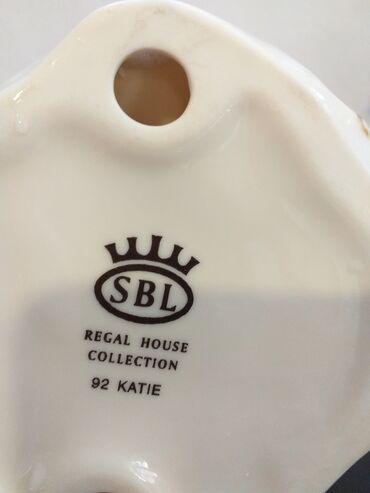 SBL
REGAL HOUSE
COLLECTION
92 KATIE